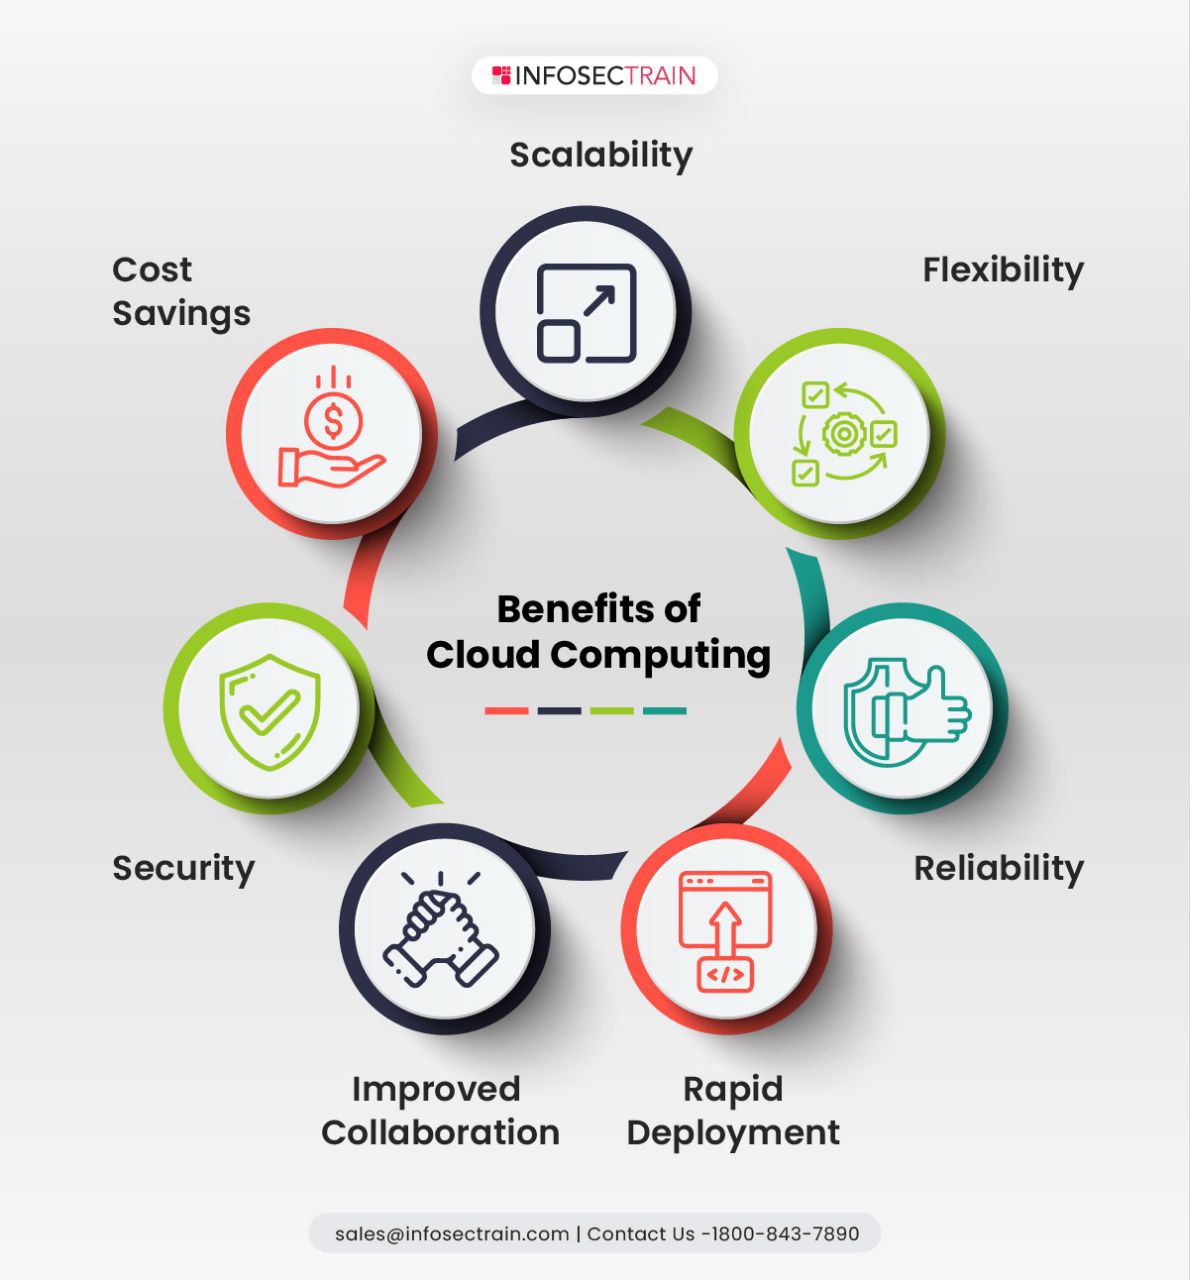 INFOSECTRAIN
Scalability
Cost
Savings
Flexibility
$
Benefits of
Cloud Computing
Security
Reliability
</>
Improved
Collaboration
Rapid
Deployment
sales@infosectrain.com | Contact Us -1800-843-7890